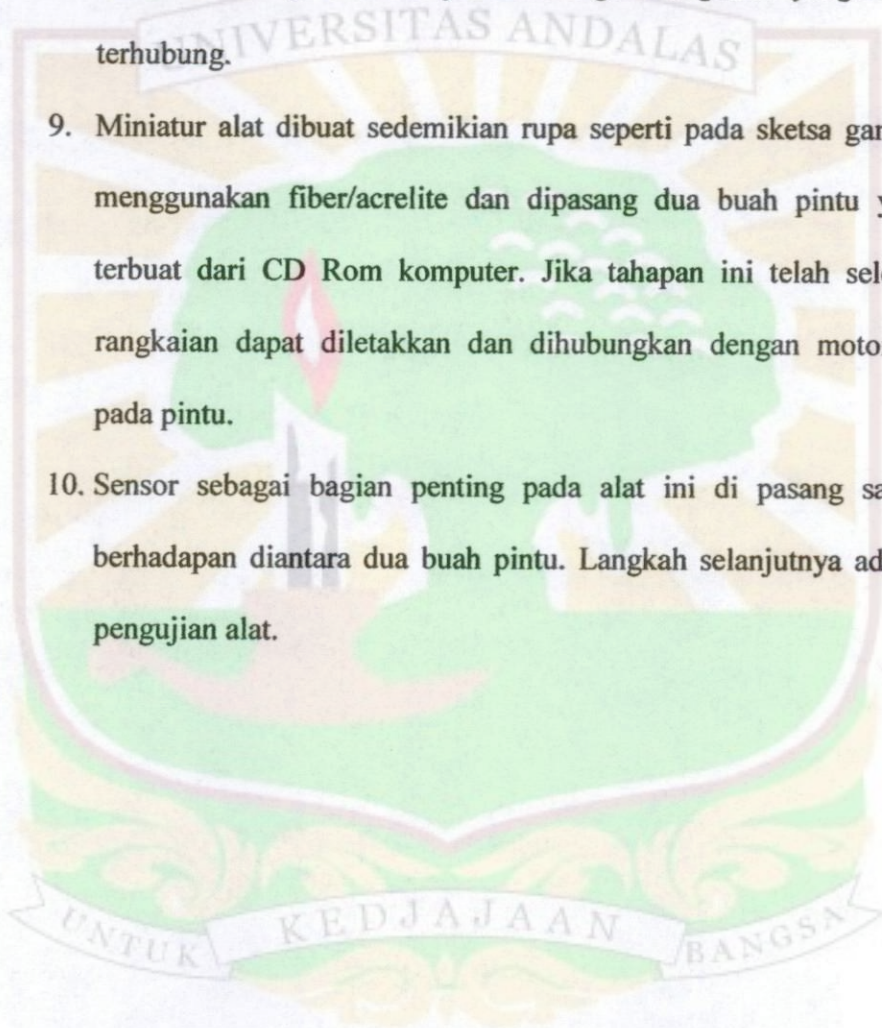 terhubung.
UNIVERSITAS ANDALAS
9. Miniatur alat dibuat sedemikian rupa seperti pada sketsa
menggunakan fiber/acrelite dan dipasang dua buah pintu
terbuat dari CD Rom komputer. Jika tahapan ini telah
rangkaian dapat diletakkan dan dihubungkan dengan
pada pintu.
10. Sensor sebagai bagian penting pada alat ini di pasang
berhadapan diantara dua buah pintu. Langkah selanjutnya
pengujian alat.
UNTUK KEDJAJAAN BANGSA